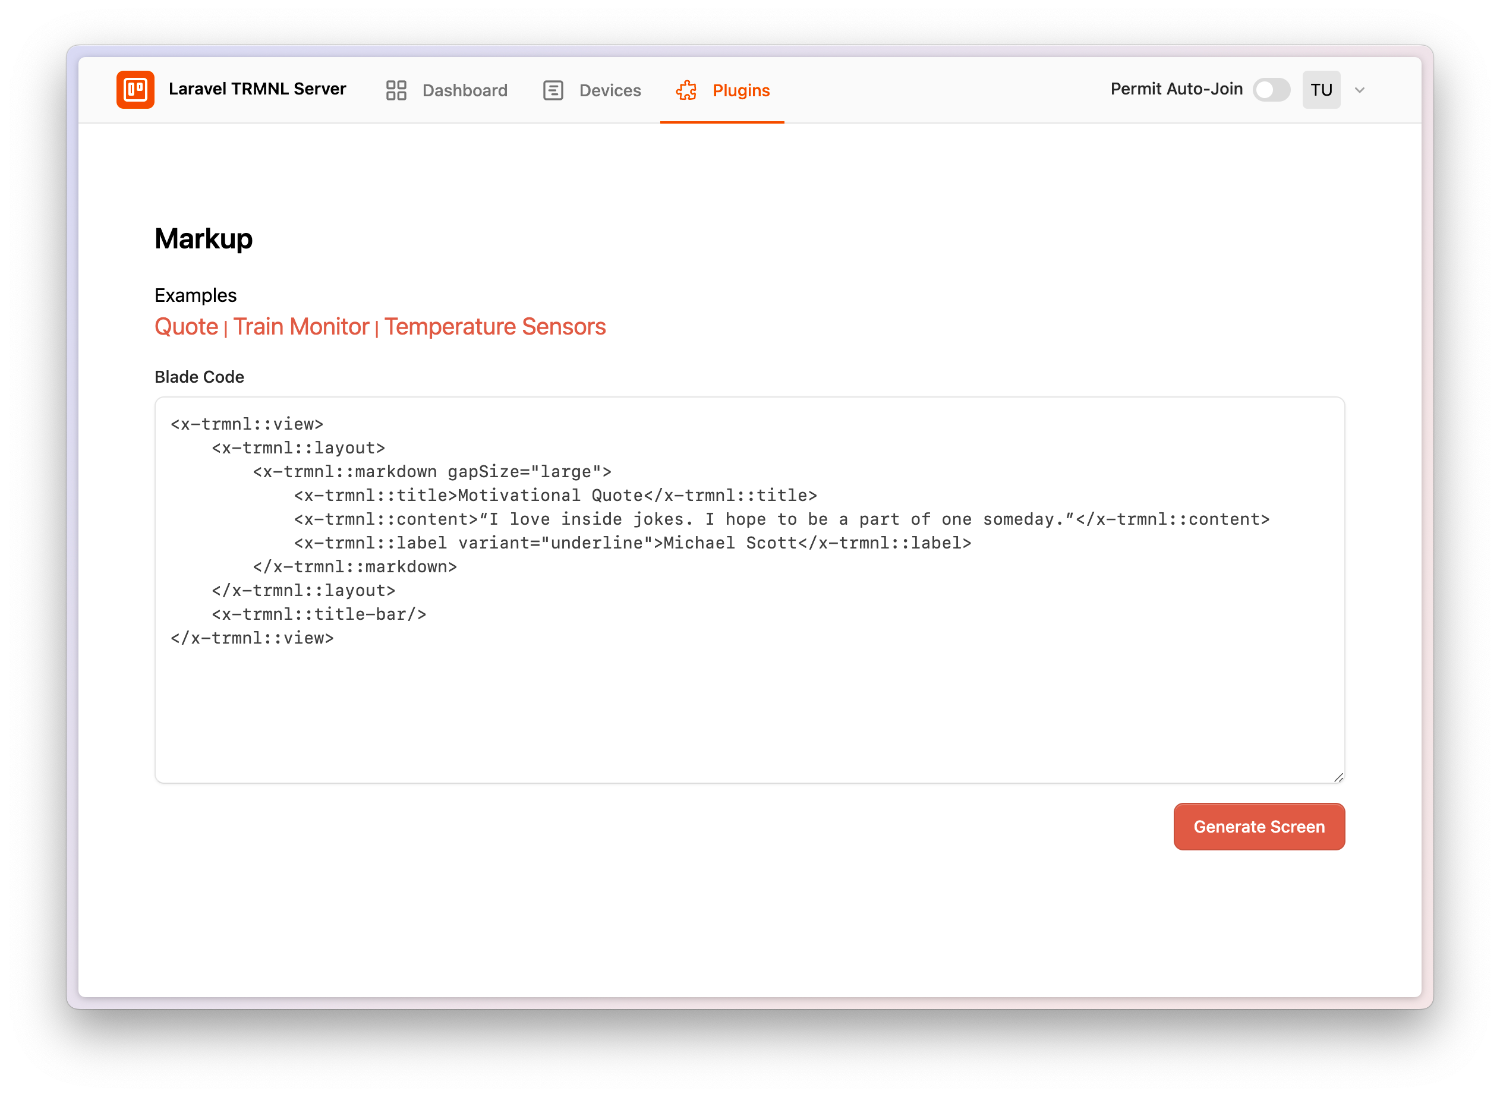 Laravel TRMNL Server Dashboard Devices Plugins Permit Auto-Join TU
Markup
Examples
Quote | Train Monitor | Temperature Sensors
Blade Code
<x-trmnl::view>
    <x-trmnl::layout>
        <x-trmnl::markdown gapSize="large">
            <x-trmnl::title>Motivational Quote</x-trmnl::title>
            <x-trmnl::content>“I love inside jokes. I hope to be a part of one someday.”</x-trmnl::content>
            <x-trmnl::label variant="underline">Michael Scott</x-trmnl::label>
        </x-trmnl::markdown>
    </x-trmnl::layout>
    <x-trmnl::title-bar/>
</x-trmnl::view>
Generate Screen